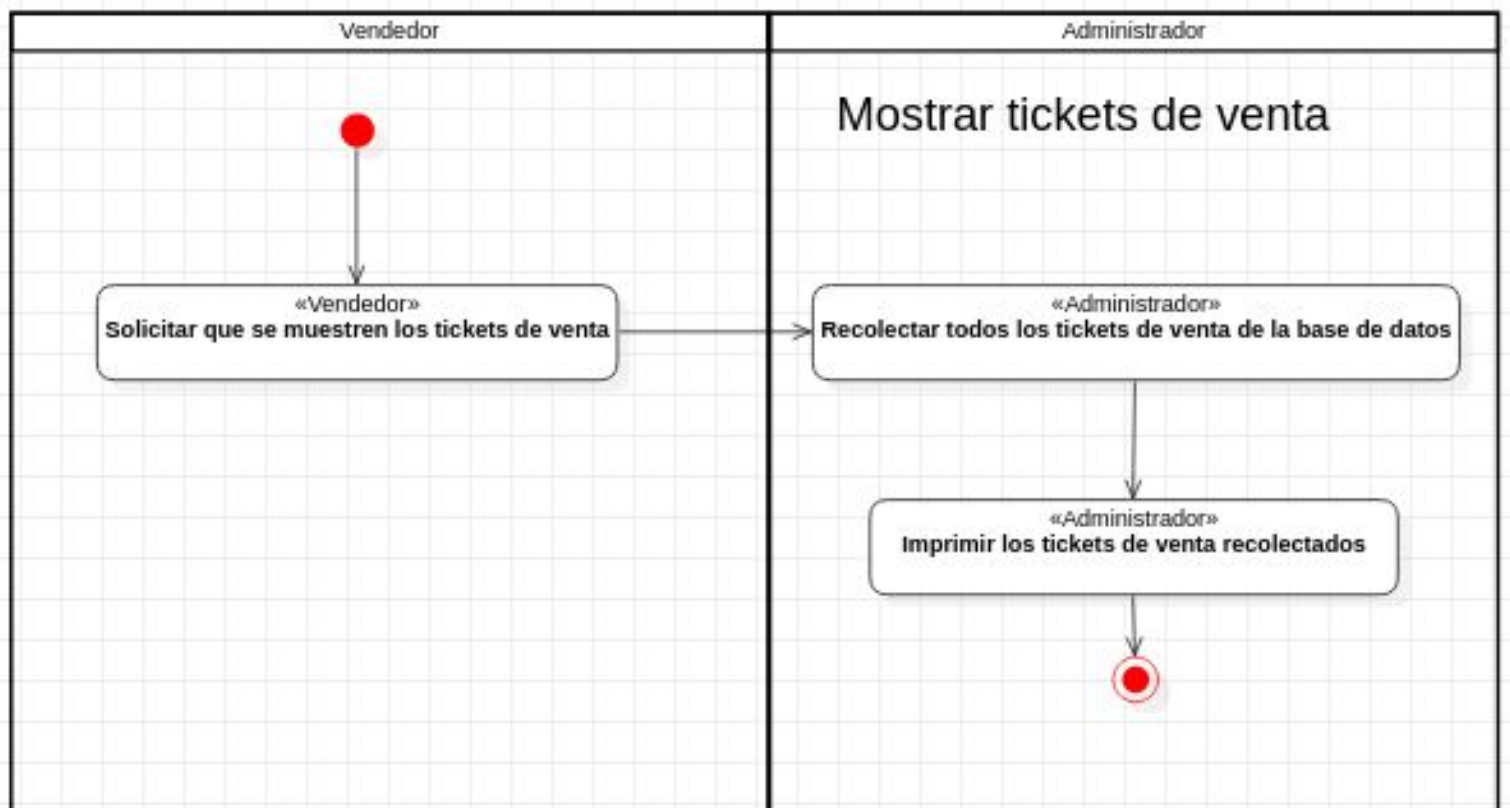 Vendedor
Administrador
Mostrar tickets de venta
«Vendedor»
Solicitar que se muestren los tickets de venta
«Administrador»
Recolectar todos los tickets de venta de la base de datos
«Administrador»
Imprimir los tickets de venta recolectados